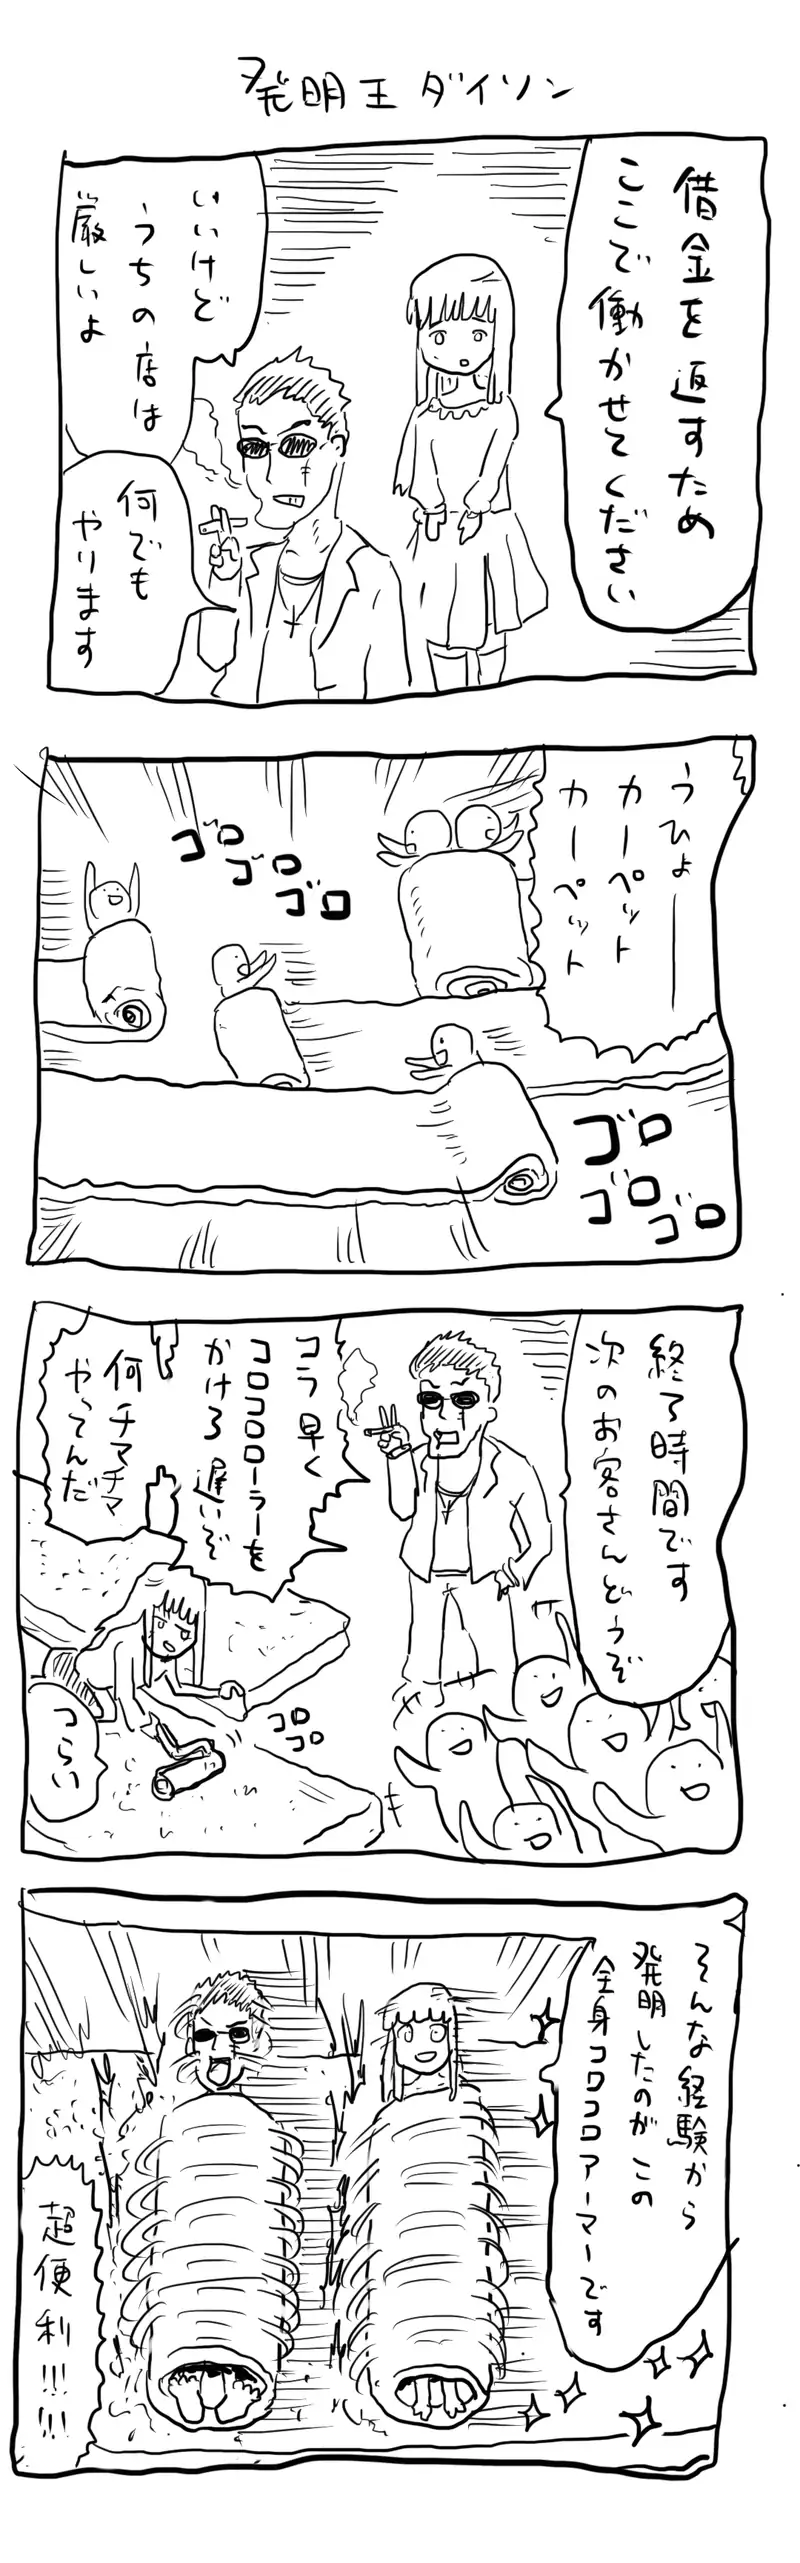 発明王ダイソン
借金を返すため
ここで働かせてください
いいけど
うちの店は
厳しいよ
何でも
やります
うひょー
カーペット
カーペット
ゴロ
ゴロ
ゴロ
ゴロ
ゴロ
ゴロ
終了時間です
次のお客さんどうぞ
コラ早く
コロコロローラーを
かけろ遅いぞ
何チマチマ
やってんだ
コロ
コロ
つらい
そんな経験から
発明したのがこの
全身コロコロアーマーです
超便利!!!!!!